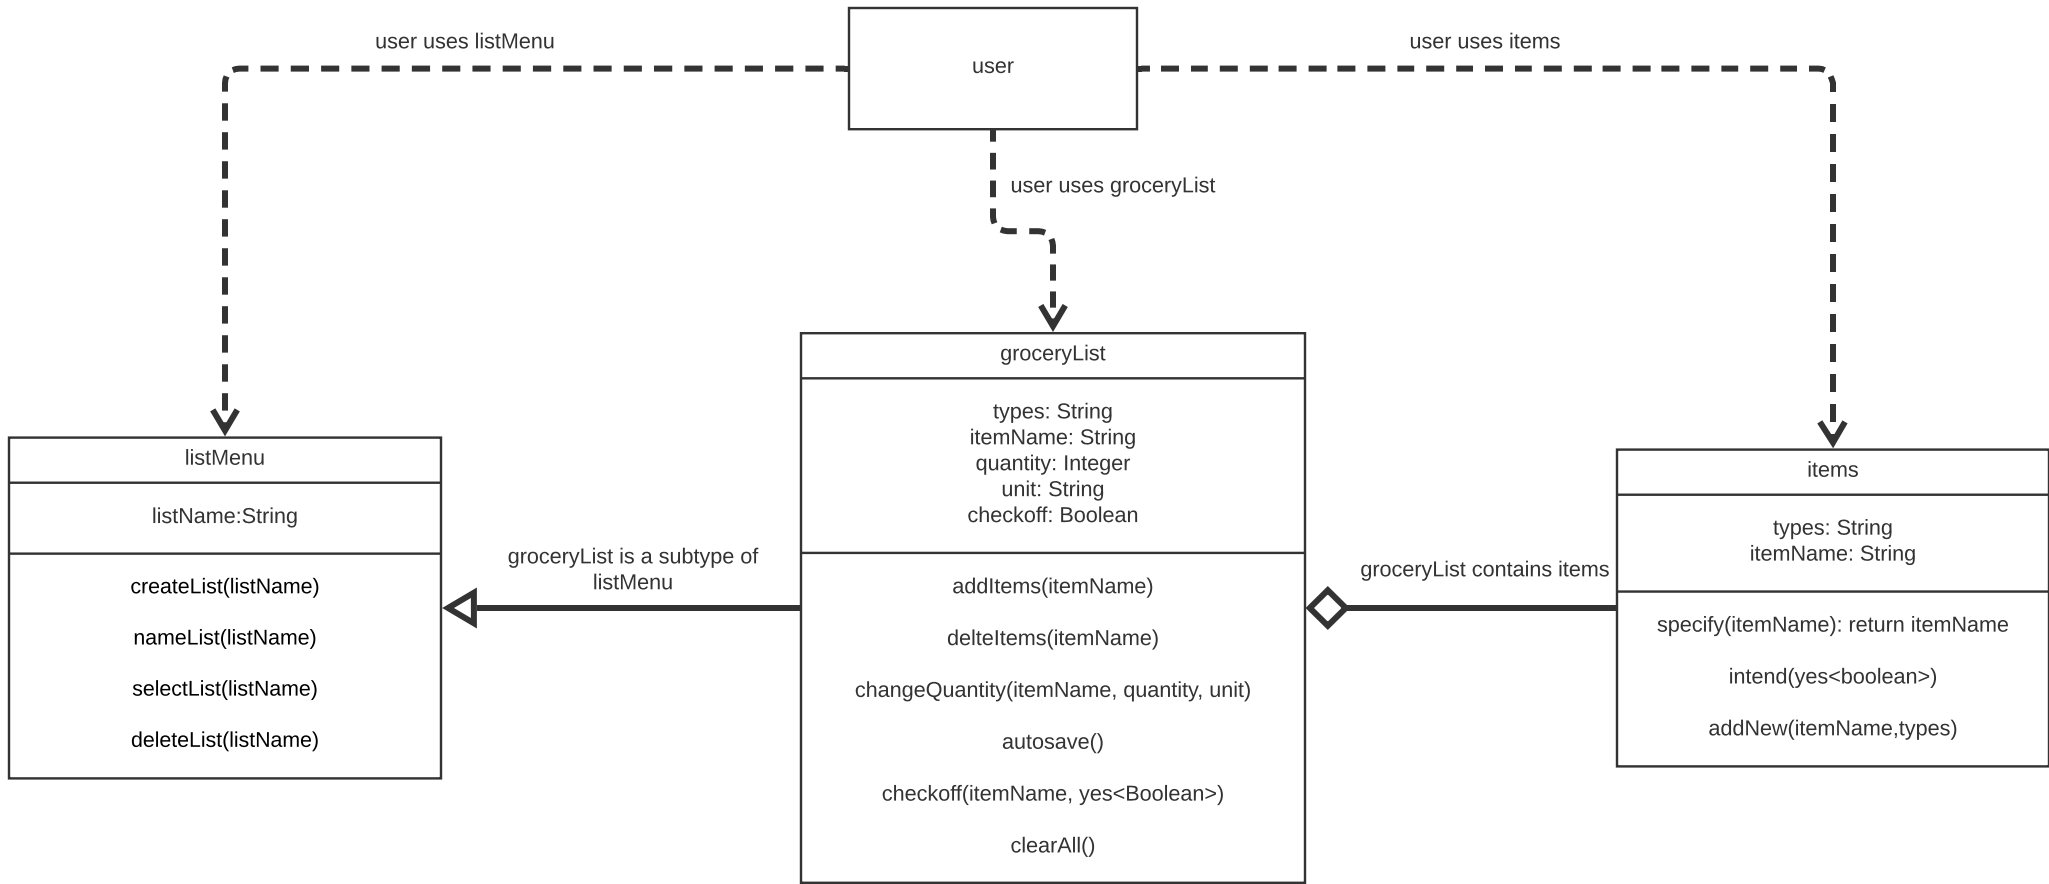 user uses listMenu
user
user uses items
user uses groceryList
groceryList
types: String
itemName: String
quantity: Integer
unit: String
checkoff: Boolean
addItems(itemName)
delteItems(itemName)
changeQuantity(itemName, quantity, unit)
autosave()
checkoff(itemName, yes<Boolean>)
clearAll()
listMenu
listName:String
createList(listName)
nameList(listName)
selectList(listName)
deleteList(listName)
groceryList is a subtype of
listMenu
groceryList contains items
items
types: String
itemName: String
specify(itemName): return itemName
intend(yes<boolean>)
addNew(itemName,types)